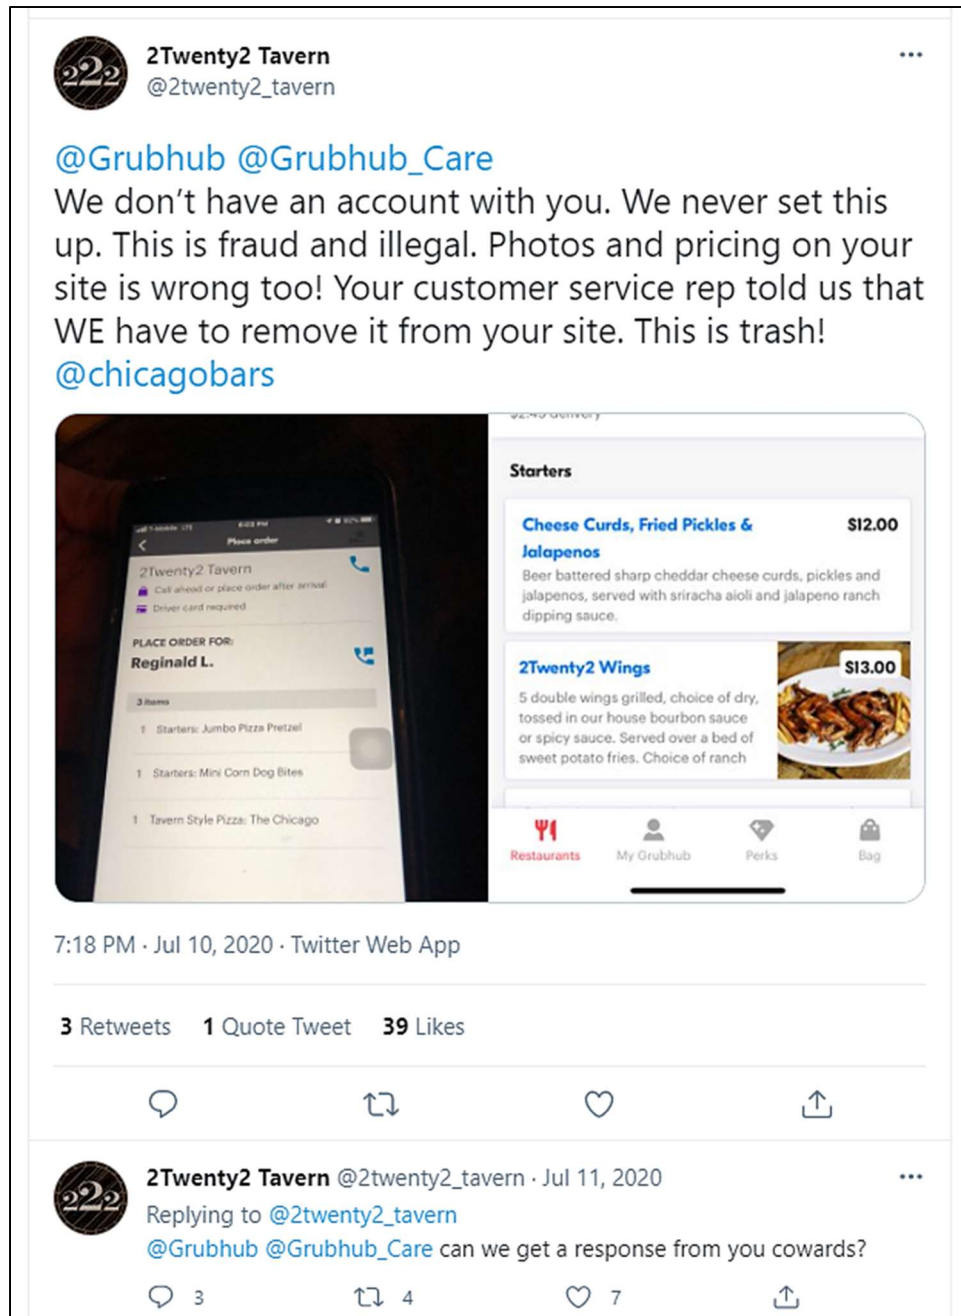 222
2Twenty2 Tavern
@2twenty2_tavern
@Grubhub @Grubhub_Care
We don’t have an account with you. We never set this
up. This is fraud and illegal. Photos and pricing on your
site is wrong too! Your customer service rep told us that
WE have to remove it from your site. This is trash!
@chicagobars
6:03 PM
Place order
2Twenty2 Tavern
Call ahead or place order after arrival
Driver card required
PLACE ORDER FOR:
Reginald L.
3 items
1 Starters: Jumbo Pizza Pretzel
1 Starters: Mini Corn Dog Bites
1 Tavern Style Pizza: The Chicago
Starters
Cheese Curds, Fried Pickles & $12.00
Jalapenos
Beer battered sharp cheddar cheese curds, pickles and
jalapenos, served with sriracha aioli and jalapeno ranch
dipping sauce.
2Twenty2 Wings $13.00
5 double wings grilled, choice of dry,
tossed in our house bourbon sauce
or spicy sauce. Served over a bed of
sweet potato fries. Choice of ranch
Restaurants My Grubhub Perks Bag
7:18 PM · Jul 10, 2020 · Twitter Web App
3 Retweets 1 Quote Tweet 39 Likes
222
2Twenty2 Tavern @2twenty2_tavern · Jul 11, 2020
Replying to @2twenty2_tavern
@Grubhub @Grubhub_Care can we get a response from you cowards?
3 4 7